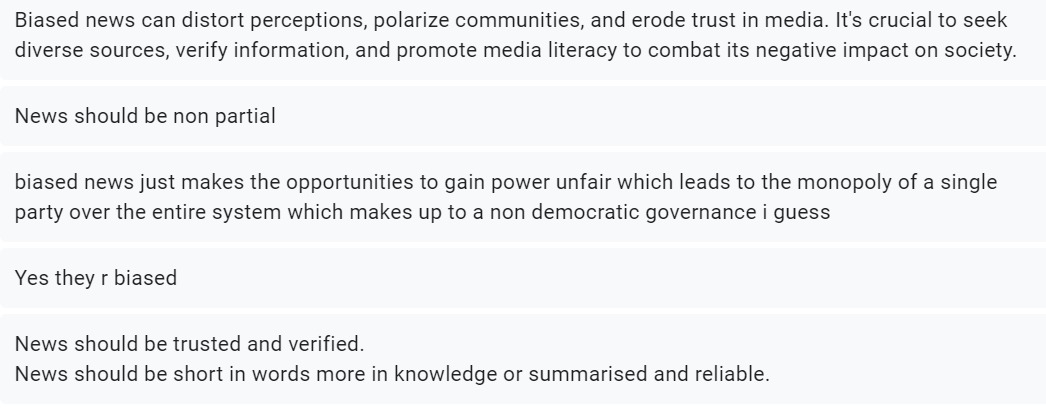 Biased news can distort perceptions, polarize communities, and erode trust in media. It's crucial to seek
diverse sources, verify information, and promote media literacy to combat its negative impact on society.
News should be non partial
biased news just makes the opportunities to gain power unfair which leads to the monopoly of a single
party over the entire system which makes up to a non democratic governance i guess
Yes they r biased
News should be trusted and verified.
News should be short in words more in knowledge or summarised and reliable.